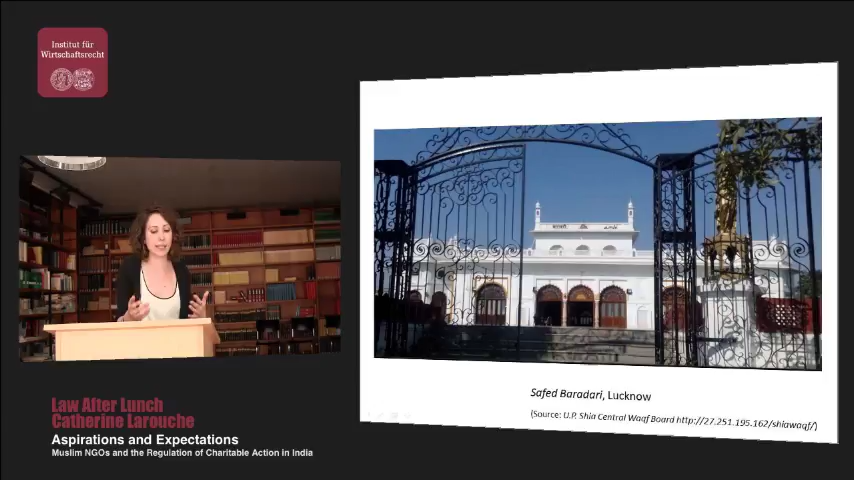 Institut für
Wirtschaftsrecht
Law After Lunch
Catherine Larouche
Aspirations and Expectations
Muslim NGOs and the Regulation of Charitable Action in India
Safed Baradari, Lucknow
(Source: U.P. Shia Central Waqf Board http://27.251.195.162/shiawaqf/)